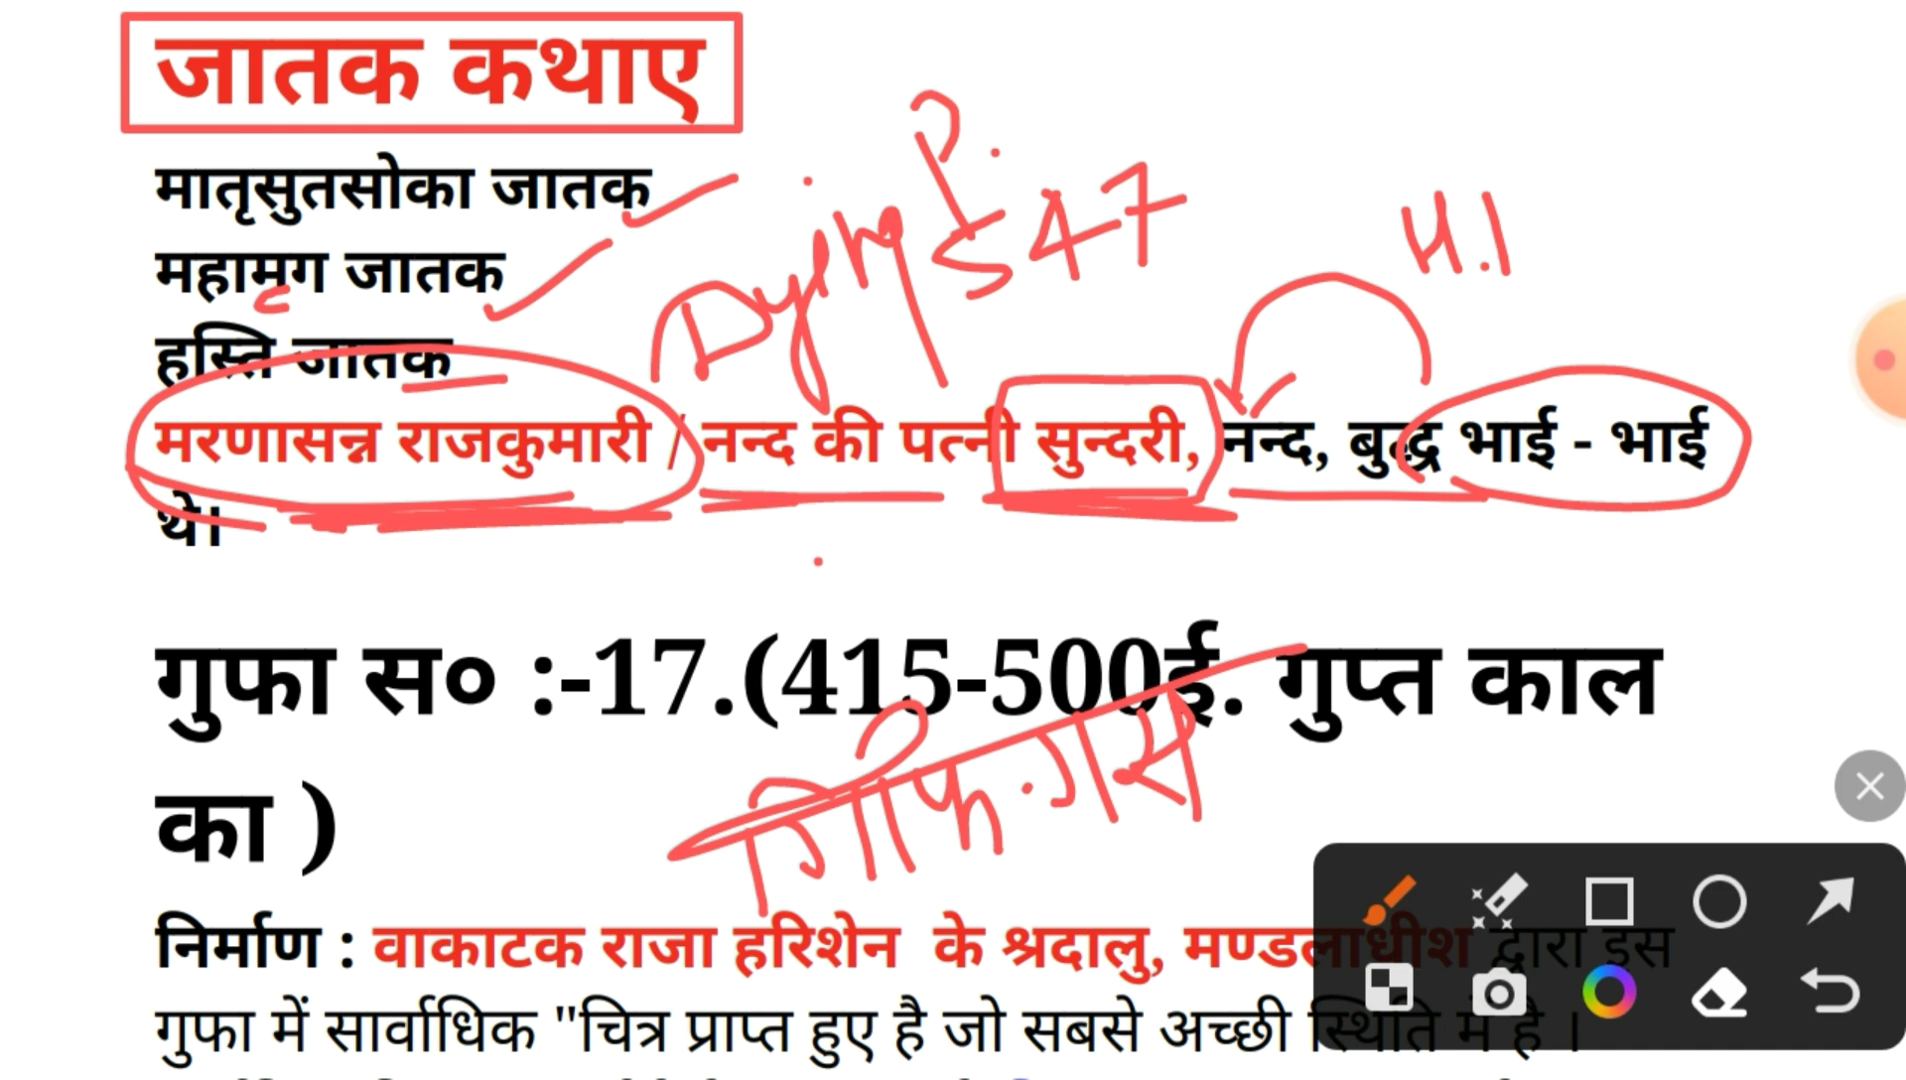 जातक कथाए
मातृसुतसोका जातक
महामृग जातक
हस्ति जातक
Dying P. 547
H.1
मरणासन्न राजकुमारी / नन्द की पत्नी सुन्दरी, नन्द, बुद्ध भाई - भाई
थे।
गुफा स० :-17.(415-500ई. गुप्त काल
का )
निर्माण : वाकाटक राजा हरिशेन के श्रदालु, मण्डलाधीश द्वारा इस
गुफा में सार्वाधिक "चित्र प्राप्त हुए है जो सबसे अच्छी स्थिति में है ।